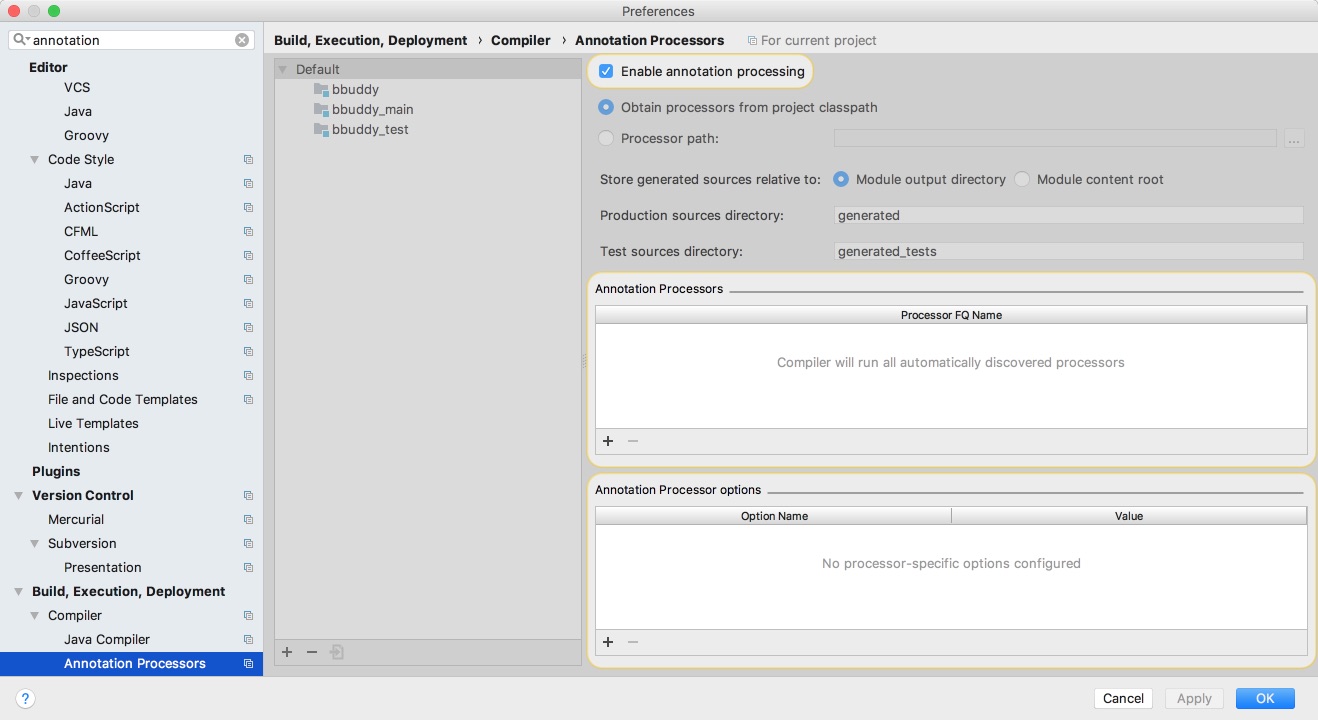 Preferences
annotation
Editor
VCS
Java
Groovy
Code Style
Java
ActionScript
CFML
CoffeeScript
Groovy
JavaScript
JSON
TypeScript
Inspections
File and Code Templates
Live Templates
Intentions
Plugins
Version Control
Mercurial
Subversion
Presentation
Build, Execution, Deployment
Compiler
Java Compiler
Annotation Processors
Build, Execution, Deployment › Compiler › Annotation Processors For current project
Default
bbuddy
bbuddy_main
bbuddy_test
Enable annotation processing
Obtain processors from project classpath
Processor path: ...
Store generated sources relative to: Module output directory Module content root
Production sources directory: generated
Test sources directory: generated_tests
Annotation Processors
Processor FQ Name
Compiler will run all automatically discovered processors
Annotation Processor options
Option Name Value
No processor-specific options configured
? Cancel Apply OK